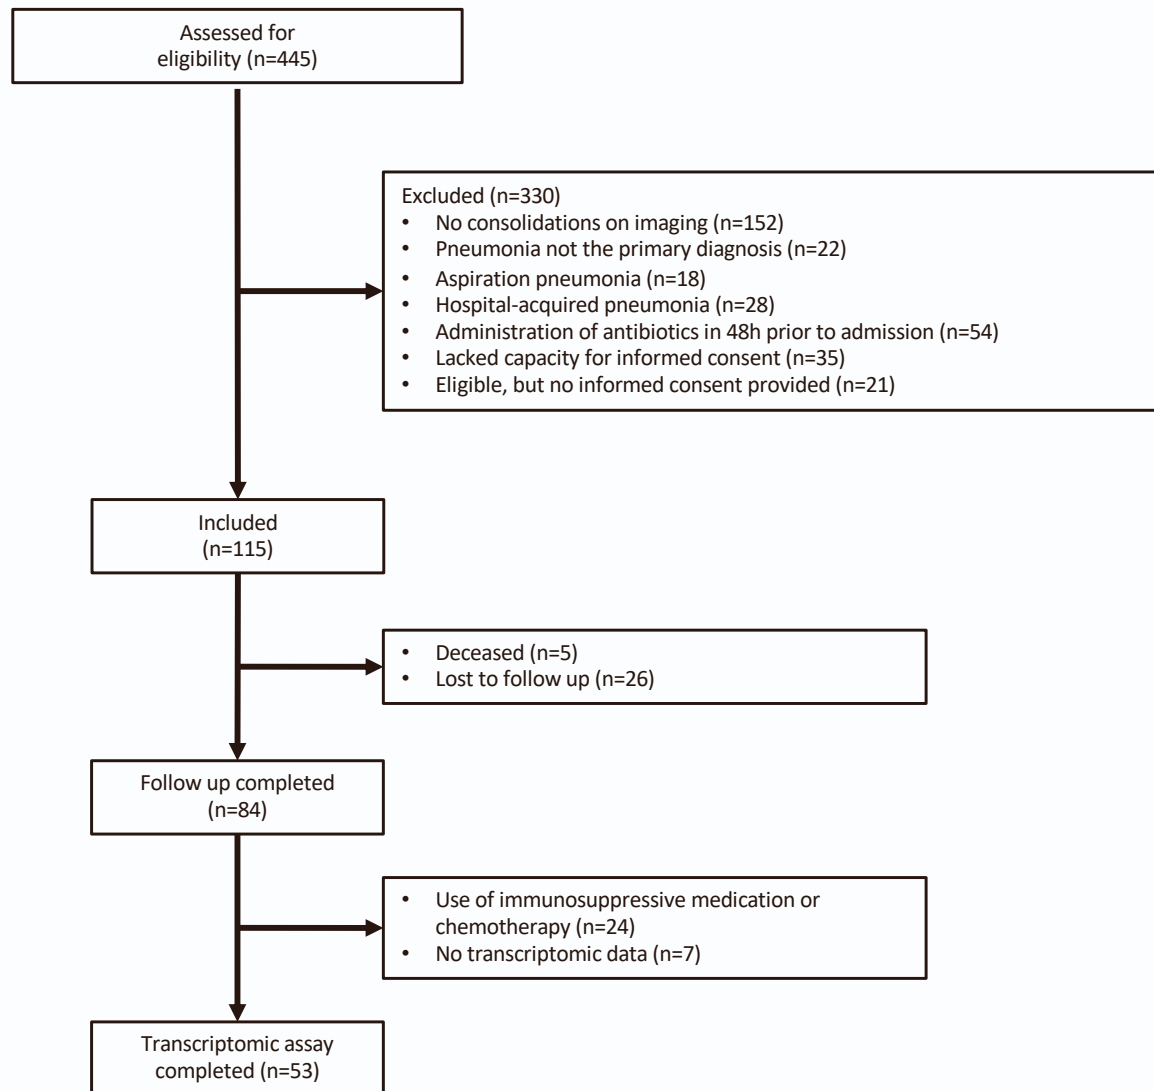 Assessed for
eligibility (n=445)
Excluded (n=330)
• No consolidations on imaging (n=152)
• Pneumonia not the primary diagnosis (n=22)
• Aspiration pneumonia (n=18)
• Hospital-acquired pneumonia (n=28)
• Administration of antibiotics in 48h prior to admission (n=54)
• Lacked capacity for informed consent (n=35)
• Eligible, but no informed consent provided (n=21)
Included
(n=115)
• Deceased (n=5)
• Lost to follow up (n=26)
Follow up completed
(n=84)
• Use of immunosuppressive medication or
chemotherapy (n=24)
• No transcriptomic data (n=7)
Transcriptomic assay
completed (n=53)